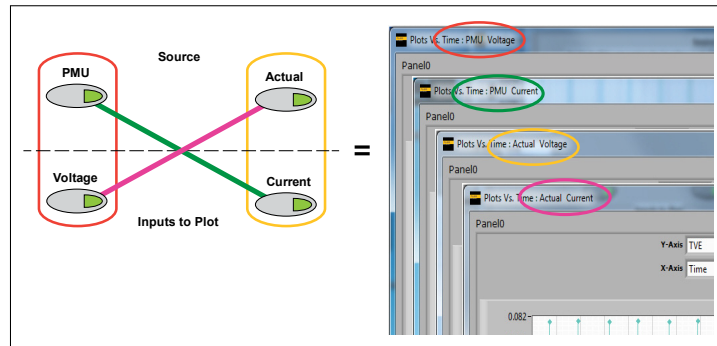 Source
PMU
Actual
Voltage
Current
Inputs to Plot
=
Plots Vs. Time : PMU Voltage
Panel0
Plots Vs. Time : PMU Current
Panel0
Plots Vs. Time : Actual Voltage
Panel0
Plots Vs. Time : Actual Current
Panel0
Y-Axis TVE
X-Axis Time
0.082